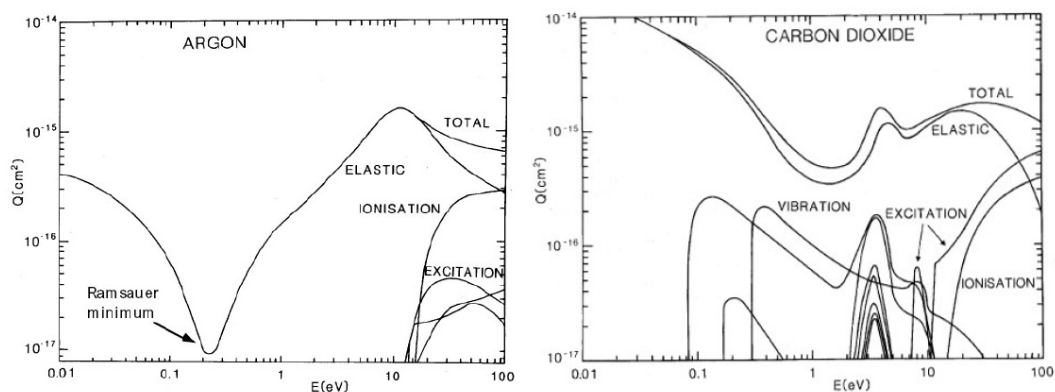 ARGON
10⁻¹⁴
10⁻¹⁵
10⁻¹⁶
10⁻¹⁷
Q(cm²)
TOTAL
ELASTIC
IONISATION
EXCITATION
Ramsauer
minimum
0.01
0.1
1
10
100
E(eV)
CARBON DIOXIDE
10⁻¹⁴
10⁻¹⁵
10⁻¹⁶
10⁻¹⁷
Q(cm²)
TOTAL
ELASTIC
VIBRATION
EXCITATION
IONISATION
0.01
0.1
1.0
10
100
E(eV)